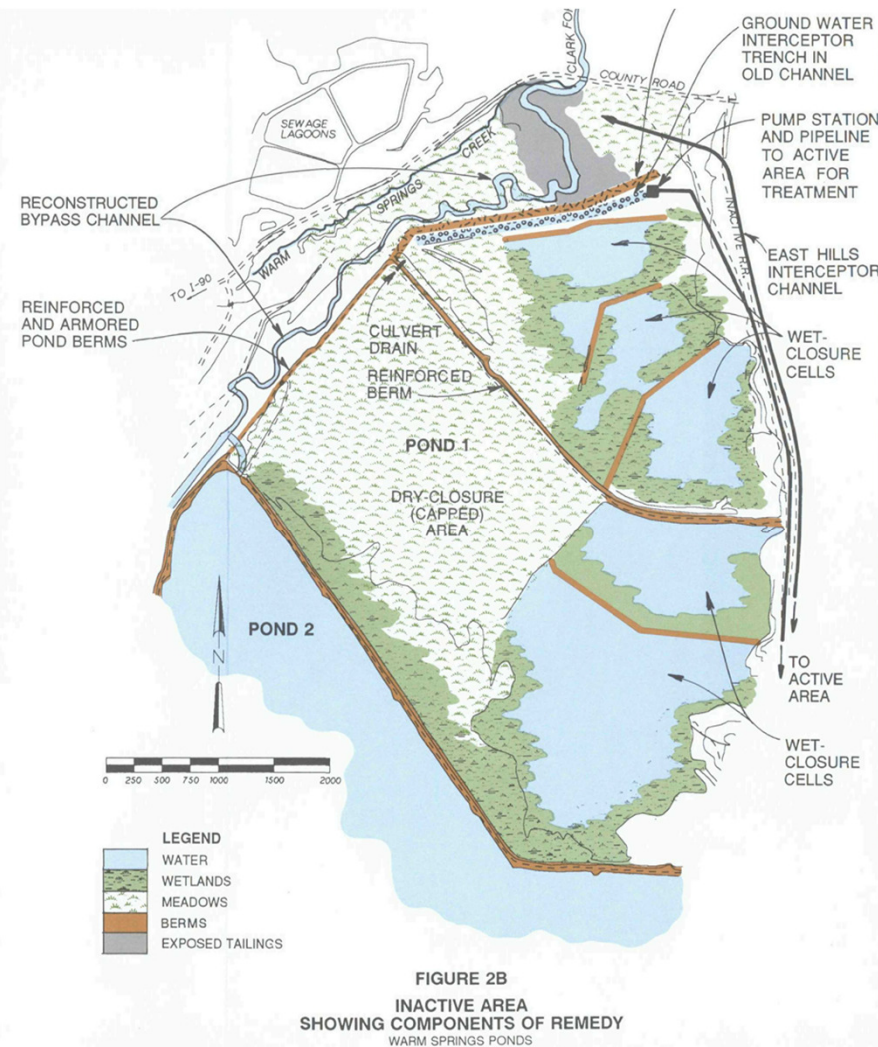 GROUND WATER
INTERCEPTOR
TRENCH IN
OLD CHANNEL
CLARK FO
COUNTY ROAD
SEWAGE
LAGOONS
PUMP STATION
AND PIPELINE
TO ACTIVE
AREA FOR
TREATMENT
RECONSTRUCTED
BYPASS CHANNEL
WARM SPRINGS CREEK
INACTIVE R.R.
EAST HILLS
INTERCEPTOR
CHANNEL
TO I-90
REINFORCED
AND ARMORED
POND BERMS
CULVERT
DRAIN
REINFORCED
BERM
WET-
CLOSURE
CELLS
POND 1
DRY-CLOSURE
(CAPPED)
AREA
POND 2
N
TO
ACTIVE
AREA
WET-
CLOSURE
CELLS
0 250 500 750 1000 1500 2000
LEGEND
WATER
WETLANDS
MEADOWS
BERMS
EXPOSED TAILINGS
FIGURE 2B
INACTIVE AREA
SHOWING COMPONENTS OF REMEDY
WARM SPRINGS PONDS